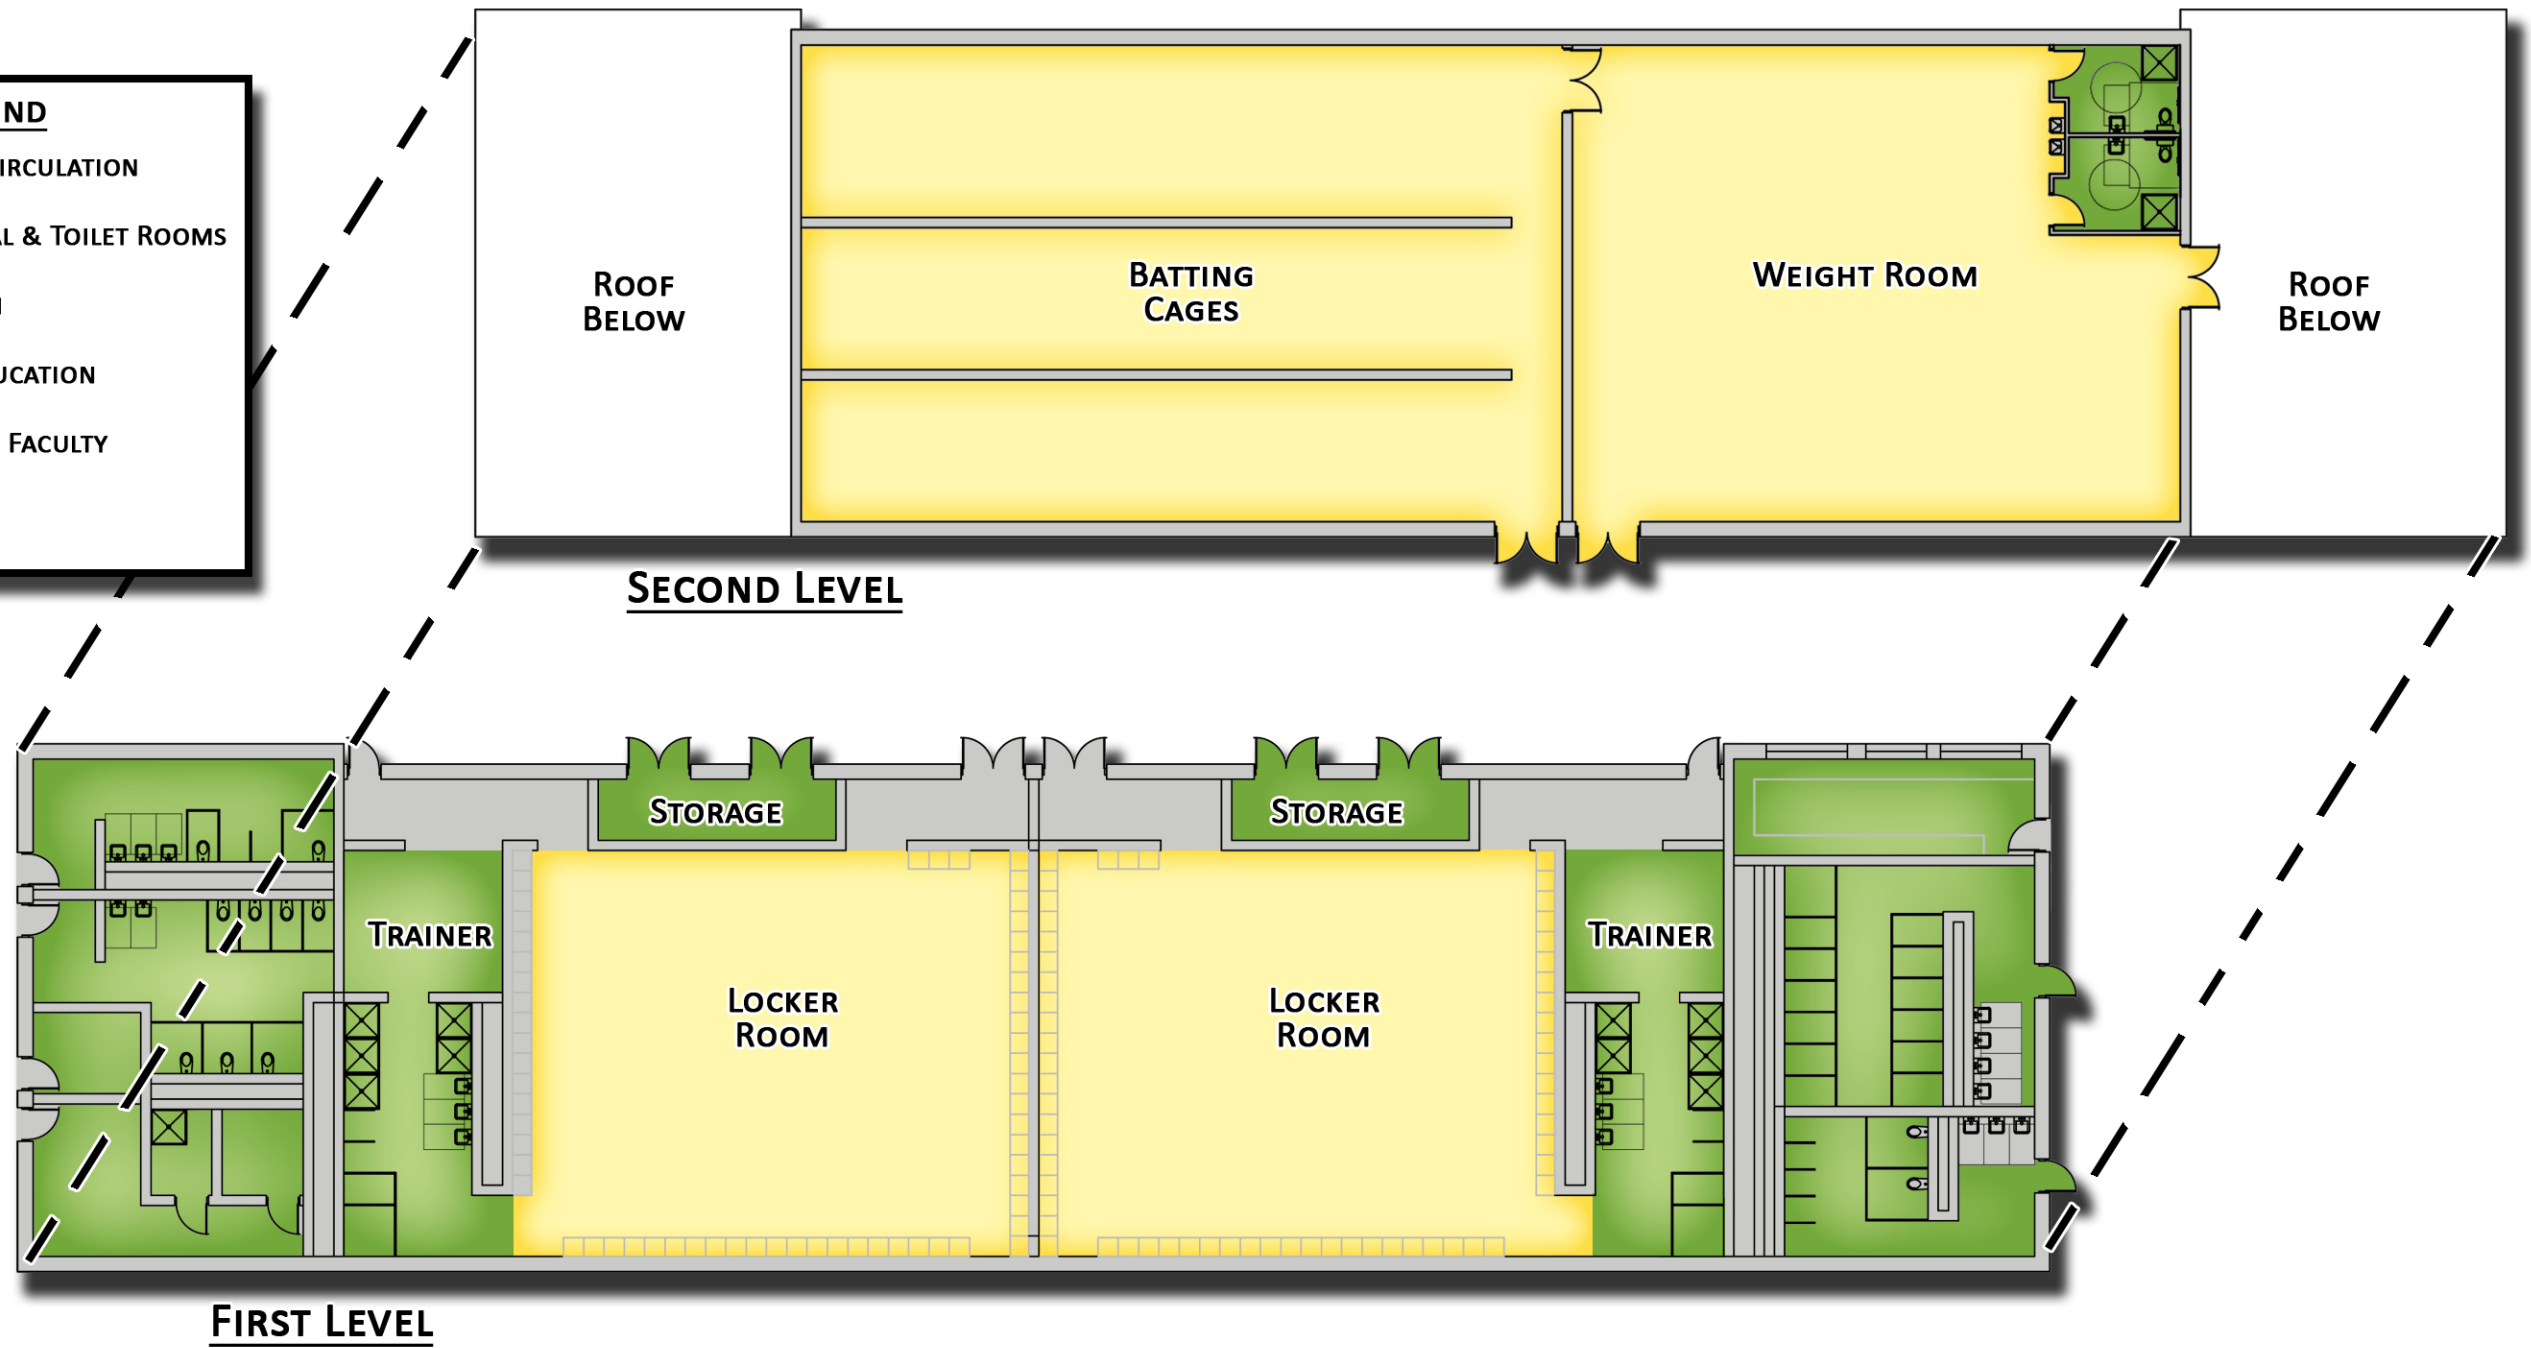 ND
IRCULATION
L & TOILET ROOMS
UCATION
FACULTY
ROOF
BELOW
BATTING
CAGES
WEIGHT ROOM
ROOF
BELOW
SECOND LEVEL
STORAGE
STORAGE
TRAINER
TRAINER
LOCKER
ROOM
LOCKER
ROOM
FIRST LEVEL